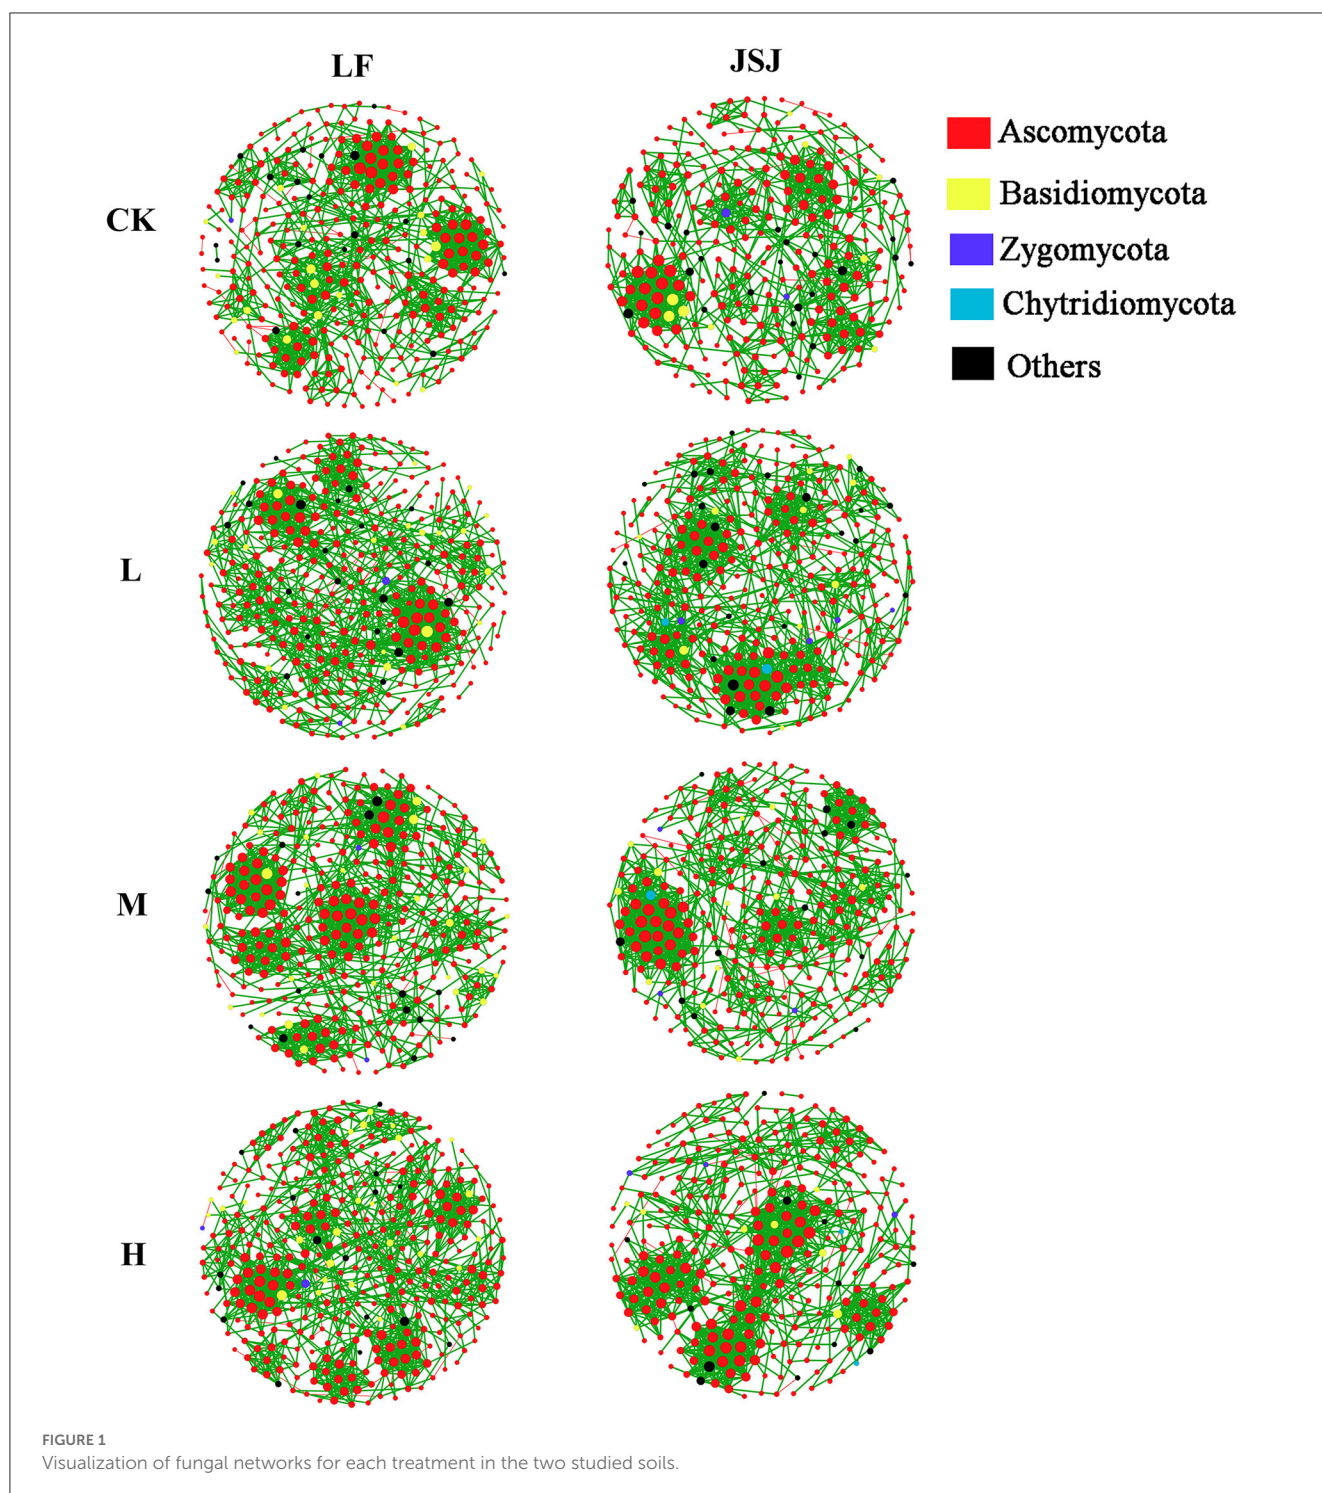 LF
JSJ
CK
L
M
H
Ascomycota
Basidiomycota
Zygomycota
Chytridiomycota
Others
FIGURE 1
Visualization of fungal networks for each treatment in the two studied soils.